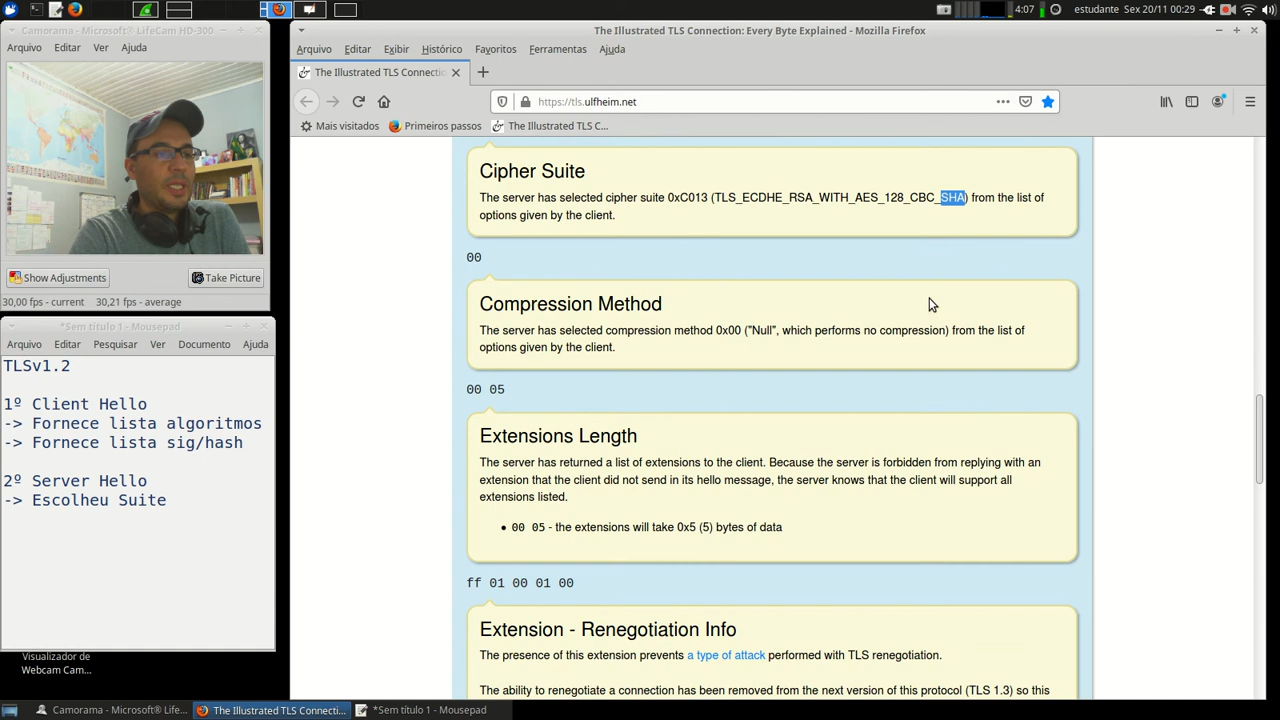 4:07
estudante
Sex 20/11 00:29
Camorama - Microsoft® LifeCam HD-300
Arquivo Editar Ver Ajuda
Show Adjustments
Take Picture
30,00 fps - current 30,21 fps - average
*Sem título 1 - Mousepad
Arquivo Editar Pesquisar Ver Documento Ajuda
TLSv1.2
1º Client Hello
-> Fornece lista algoritmos
-> Fornece lista sig/hash
2º Server Hello
-> Escolheu Suite
Visualizador de
Webcam Cam...
The Illustrated TLS Connection: Every Byte Explained - Mozilla Firefox
Arquivo Editar Exibir Histórico Favoritos Ferramentas Ajuda
The Illustrated TLS Connectic
https://tls.ulfheim.net
Mais visitados
Primeiros passos
The Illustrated TLS C...
Cipher Suite
The server has selected cipher suite 0xC013 (TLS_ECDHE_RSA_WITH_AES_128_CBC_SHA) from the list of
options given by the client.
00
Compression Method
The server has selected compression method 0x00 ("Null", which performs no compression) from the list of
options given by the client.
00 05
Extensions Length
The server has returned a list of extensions to the client. Because the server is forbidden from replying with an
extension that the client did not send in its hello message, the server knows that the client will support all
extensions listed.
• 00 05 - the extensions will take 0x5 (5) bytes of data
ff 01 00 01 00
Extension - Renegotiation Info
The presence of this extension prevents a type of attack performed with TLS renegotiation.
The ability to renegotiate a connection has been removed from the next version of this protocol (TLS 1.3) so this
Camorama - Microsoft® LifeCa...
The Illustrated TLS Connecti...
*Sem título 1 - Mousepad